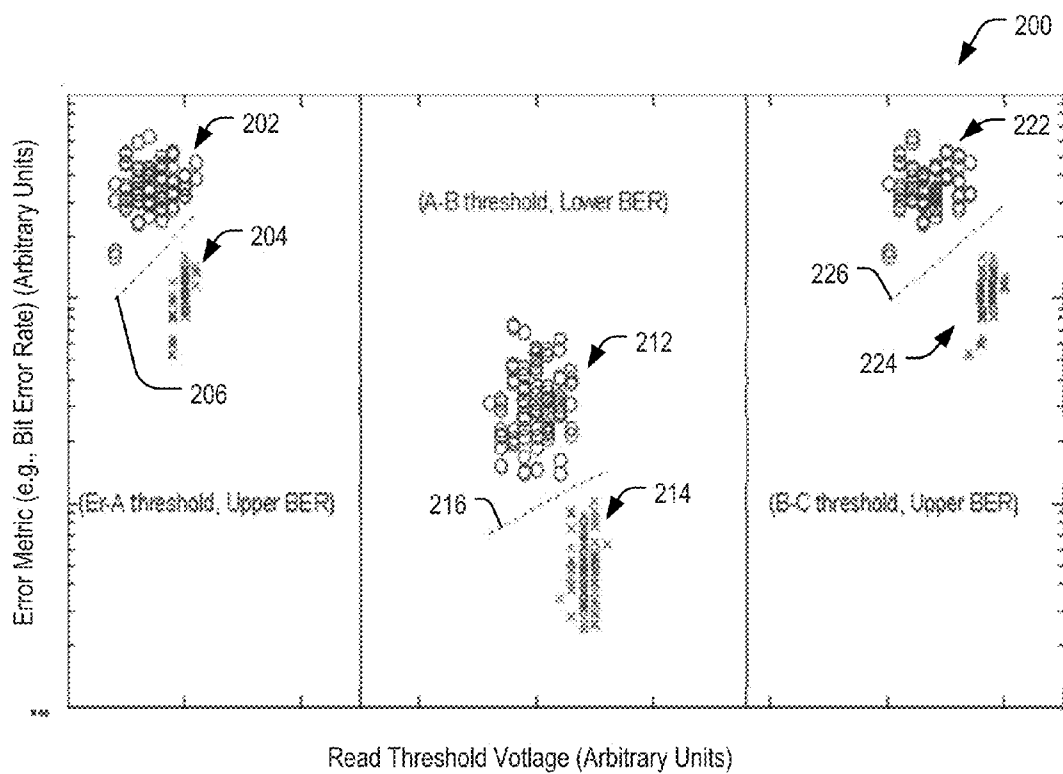 200
202
222
(A-B threshold, Lower BER)
204
226
212
224
206
(Er-A threshold, Upper BER)
216
214
(B-C threshold, Upper BER)
Error Metric (e.g., Bit Error Rate) (Arbitrary Units)
Read Threshold Votlage (Arbitrary Units)